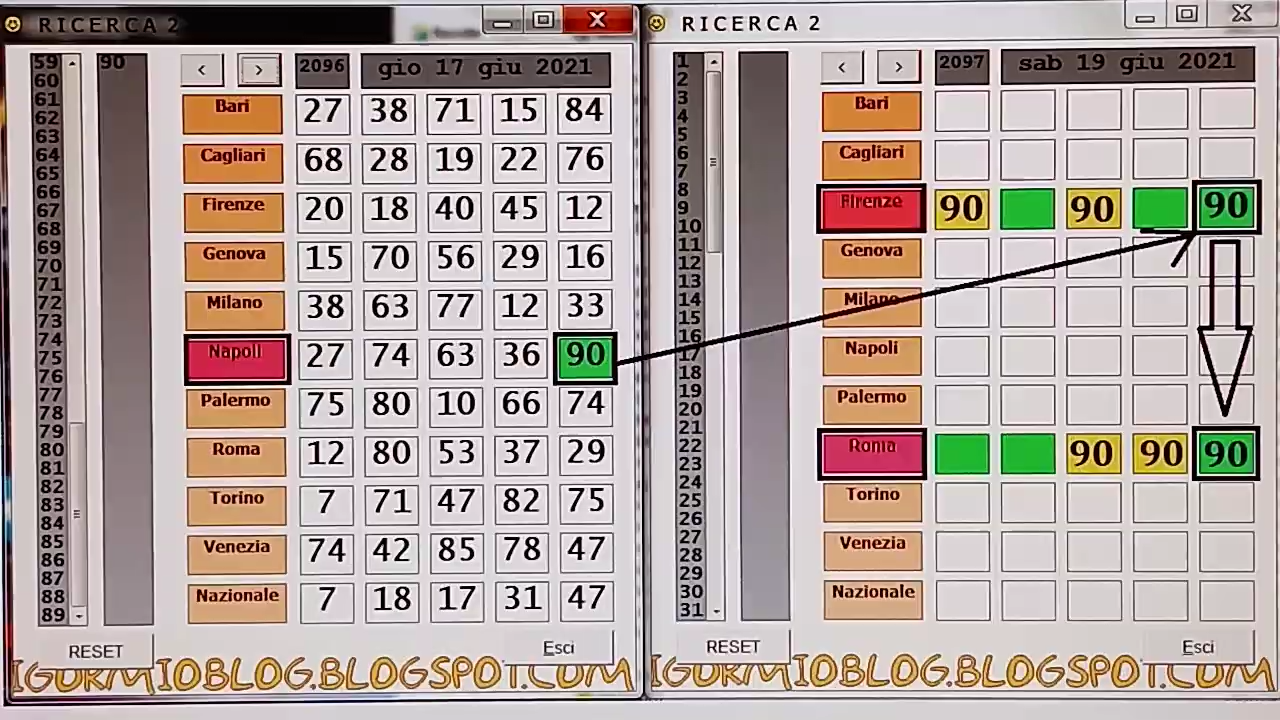 RICERCA 2
59 90 < > 2096 gio 17 giu 2021
60
61
62
63
64
65
66
67
68
69
70
71
72
73
74
75
76
77
78
79
80
81
82
83
84
85
86
87
88
89
Bari 27 38 71 15 84
Cagliari 68 28 19 22 76
Firenze 20 18 40 45 12
Genova 15 70 56 29 16
Milano 38 63 77 12 33
Napoli 27 74 63 36 90
Palermo 75 80 10 66 74
Roma 12 80 53 37 29
Torino 7 71 47 82 75
Venezia 74 42 85 78 47
Nazionale 7 18 17 31 47
RESET Esci
IGORMIOBLOG.BLOGSPOT.COM
RICERCA 2
1 < > 2097 sab 19 giu 2021
2
3
4
5
6
7
8
9
10
11
12
13
14
15
16
17
18
19
20
21
22
23
24
25
26
27
28
29
30
31
Bari
Cagliari
Firenze 90 90 90
Genova
Milano
Napoli
Palermo
Roma 90 90 90
Torino
Venezia
Nazionale
RESET Esci
IGORMIOBLOG.BLOGSPOT.COM